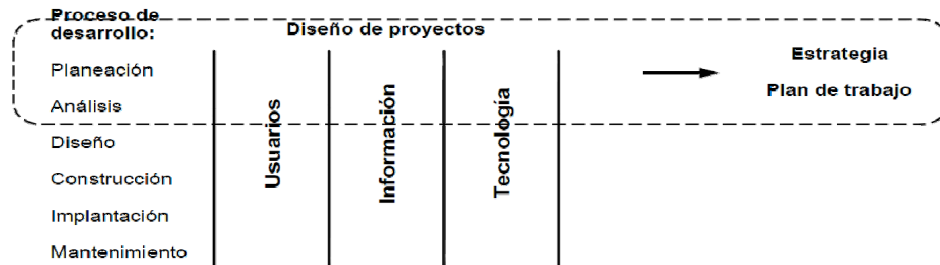 Proceso de
desarrollo:
Diseño de proyectos
Planeación
Análisis
Diseño
Construcción
Implantación
Mantenimiento
Usuarios
Información
Tecnología
Estrategia
Plan de trabajo